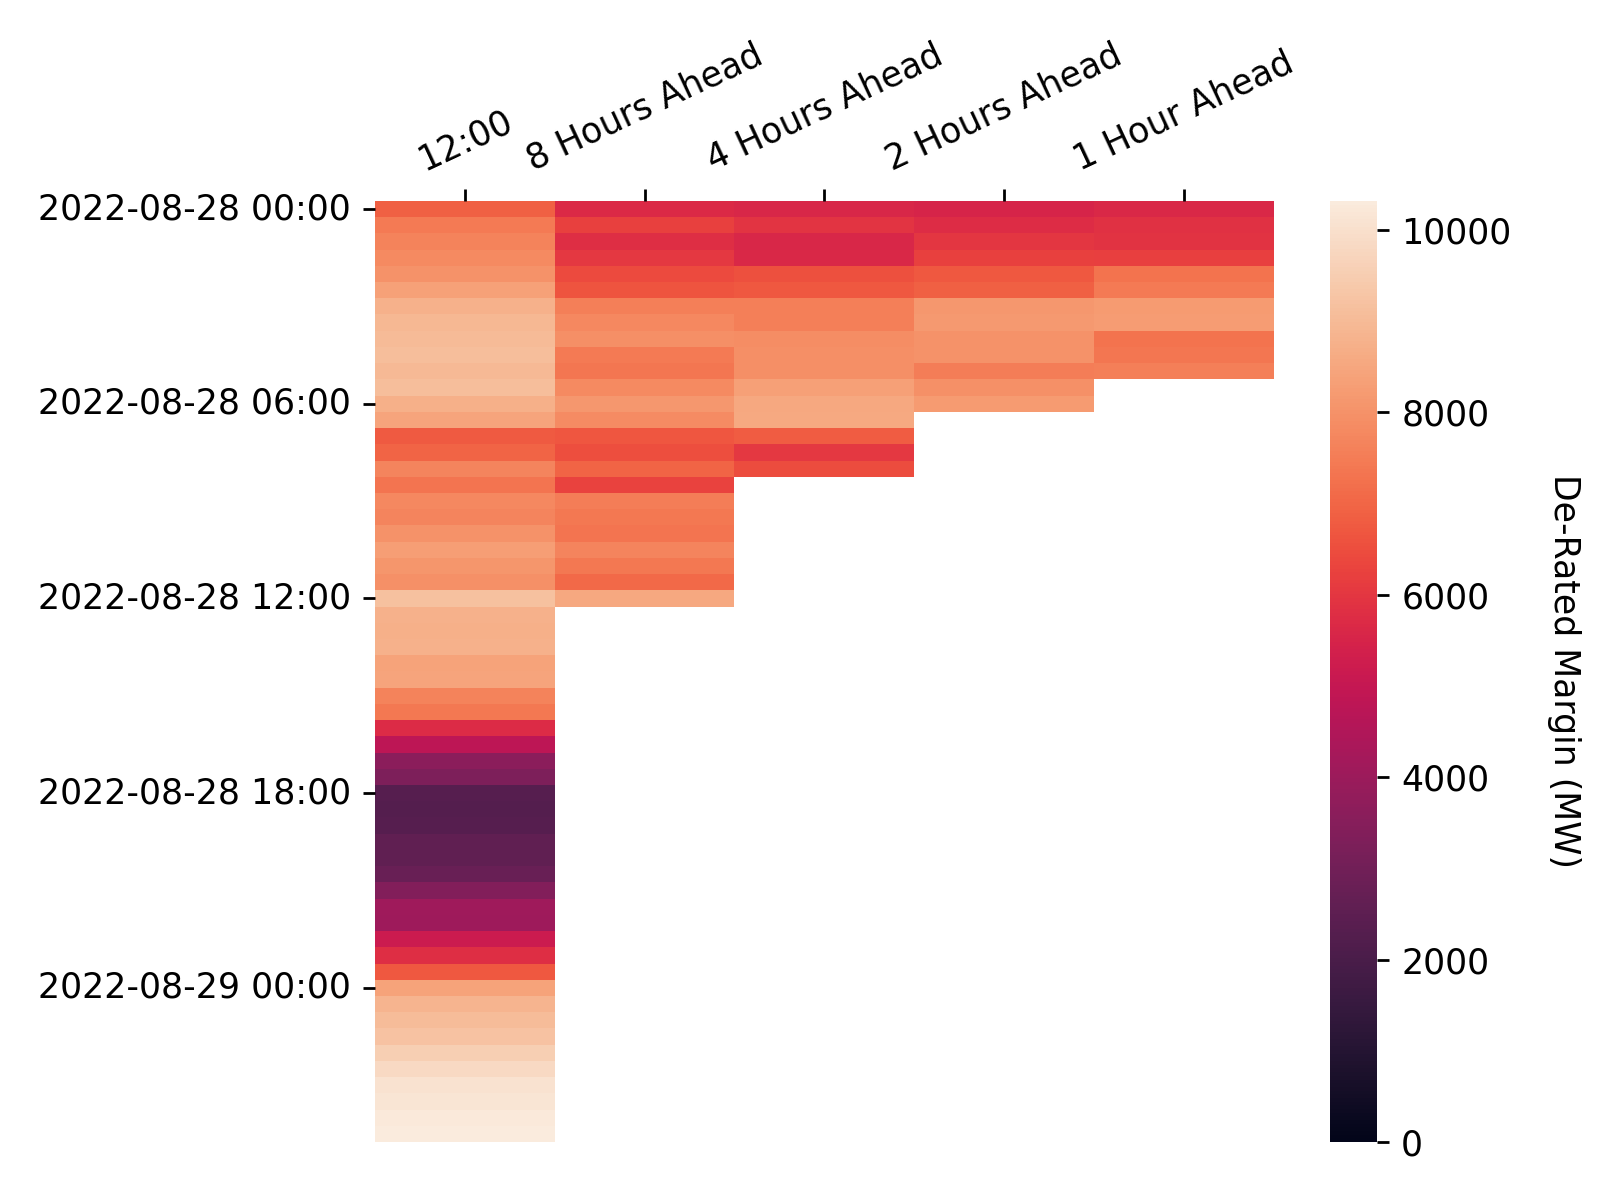 12:00
8 Hours Ahead
4 Hours Ahead
2 Hours Ahead
1 Hour Ahead
2022-08-28 00:00
2022-08-28 06:00
2022-08-28 12:00
2022-08-28 18:00
2022-08-29 00:00
10000
8000
6000
4000
2000
0
De-Rated Margin (MW)